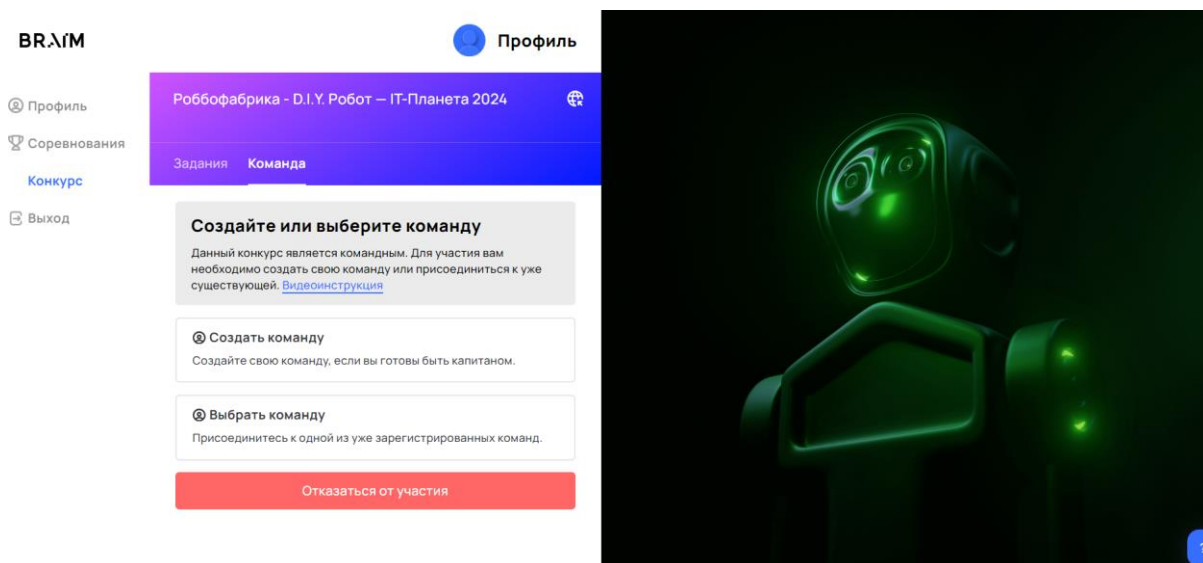 BRAIM
Профиль
Профиль
Соревнования
Конкурс
Выход
Роббофабрика - D.I.Y. Робот — IT-Планета 2024
Задания Команда
Создайте или выберите команду
Данный конкурс является командным. Для участия вам
необходимо создать свою команду или присоединиться к уже
существующей. Видеоинструкция
Создать команду
Создайте свою команду, если вы готовы быть капитаном.
Выбрать команду
Присоединитесь к одной из уже зарегистрированных команд.
Отказаться от участия
?